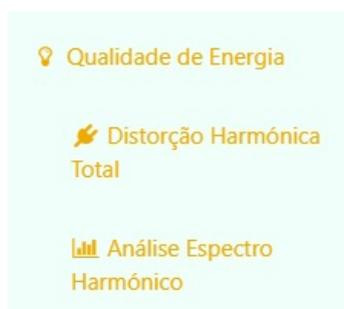 Qualidade de Energia
Distorção Harmónica
Total
Análise Espectro
Harmónico